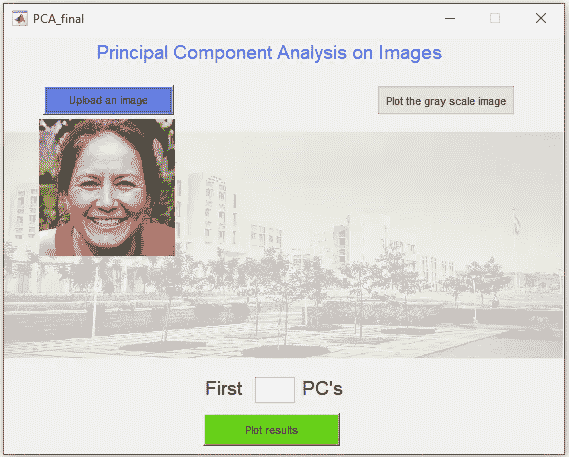 PCA_final
Principal Component Analysis on Images
Upload an image
Plot the gray scale image
First PC's
Plot results